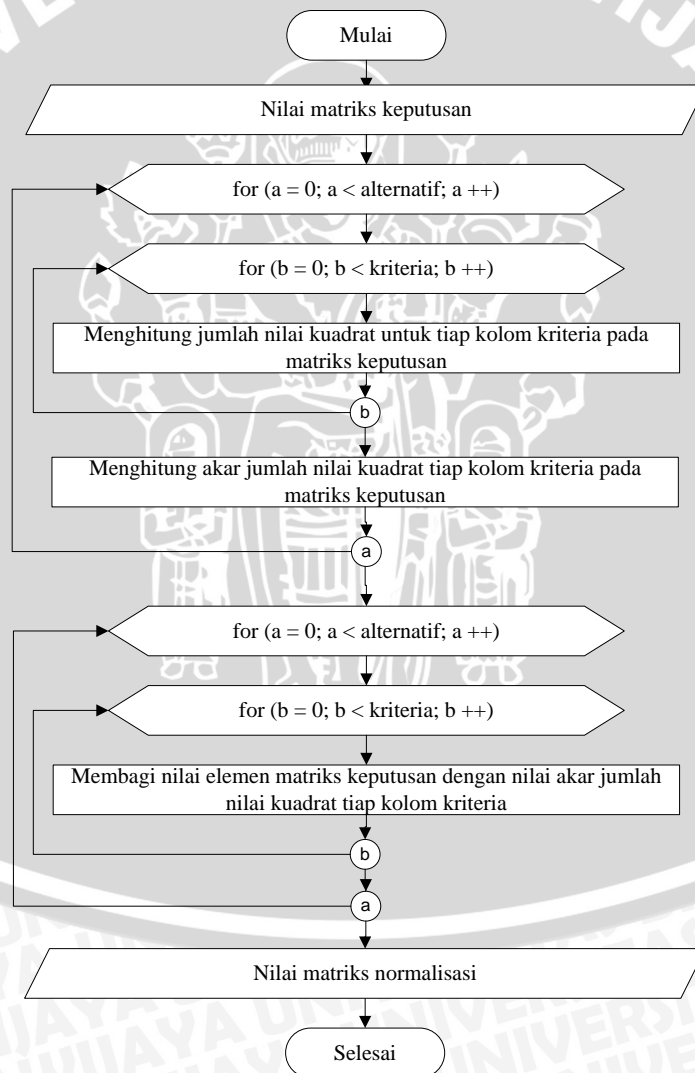 Mulai
Nilai matriks keputusan
for (a = 0; a < alternatif; a ++)
for (b = 0; b < kriteria; b ++)
Menghitung jumlah nilai kuadrat untuk tiap kolom kriteria pada
matriks keputusan
b
Menghitung akar jumlah nilai kuadrat tiap kolom kriteria pada
matriks keputusan
a
for (a = 0; a < alternatif; a ++)
for (b = 0; b < kriteria; b ++)
Membagi nilai elemen matriks keputusan dengan nilai akar jumlah
nilai kuadrat tiap kolom kriteria
b
a
Nilai matriks normalisasi
Selesai